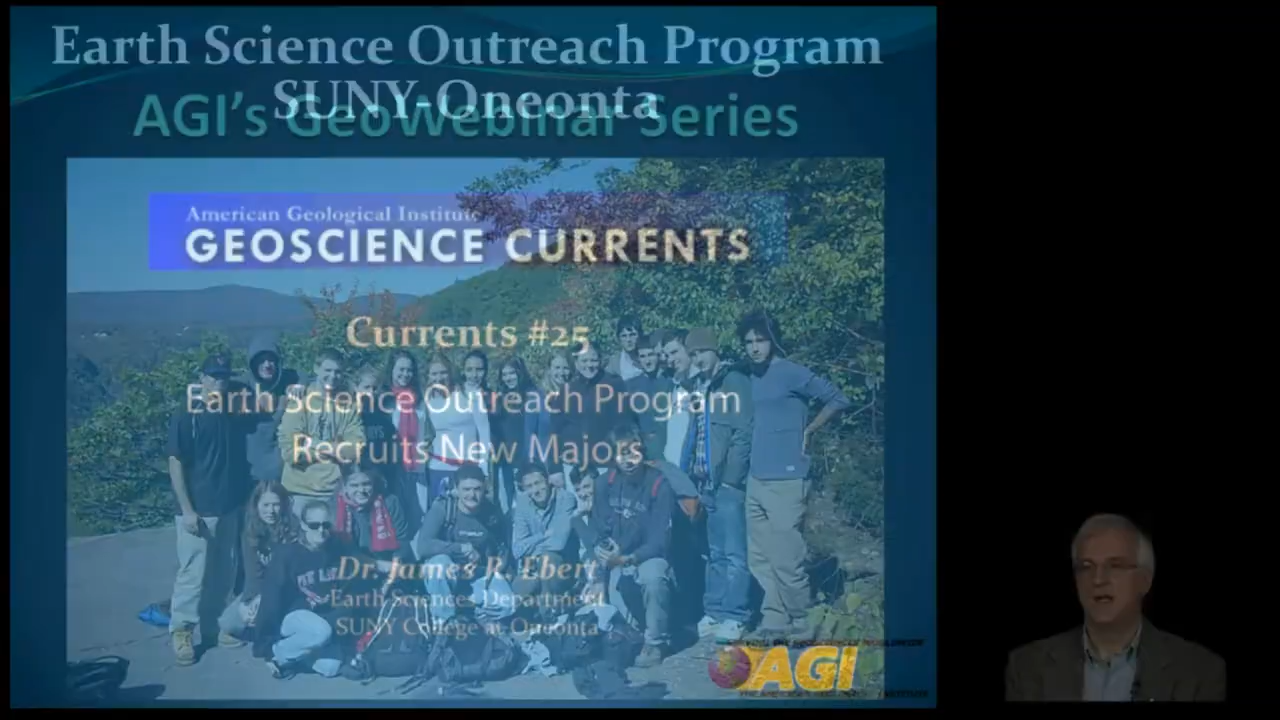 Earth Science Outreach Program
SUNY-Oneonta
AGI's GeoWebinar Series
American Geological Institute
GEOSCIENCE CURRENTS
Currents #25
Earth Science Outreach Program
Recruits New Majors
Dr. James R. Ebert
Earth Sciences Department
SUNY College at Oneonta
AGI